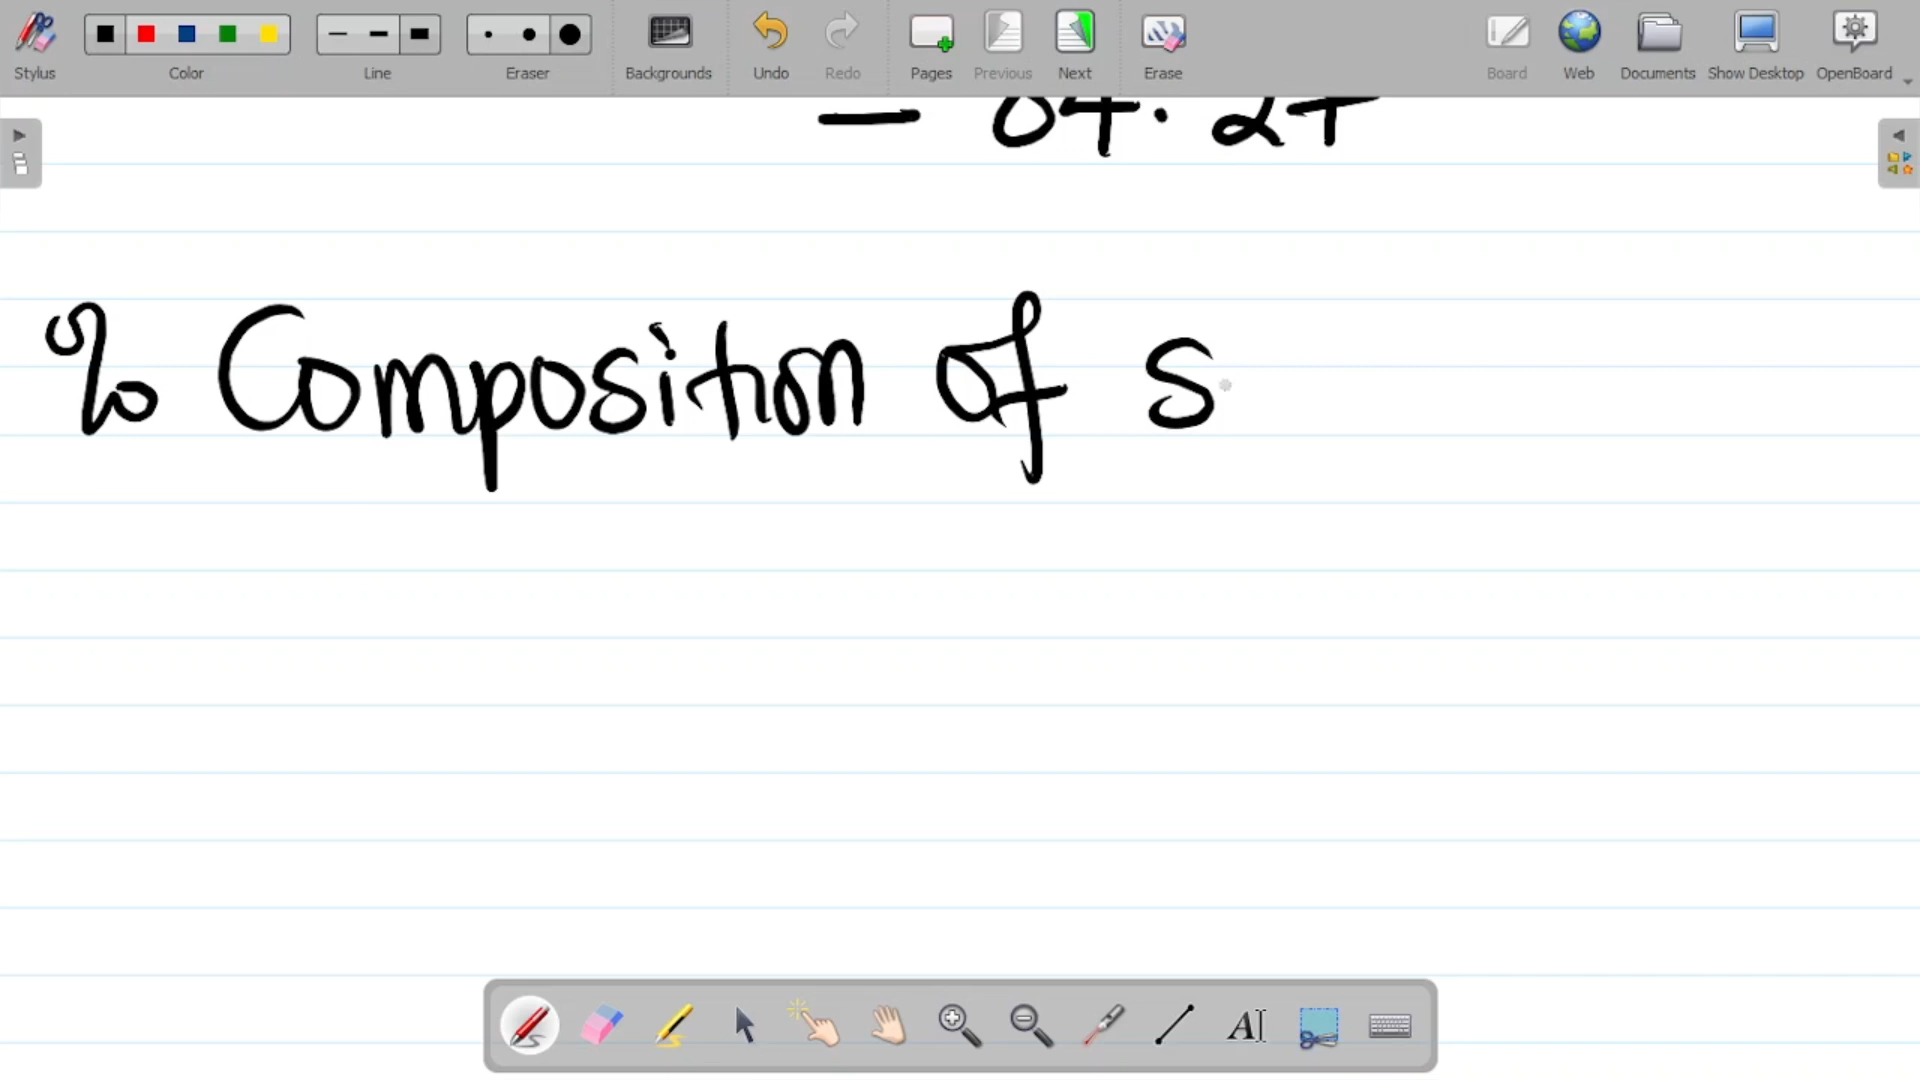 Stylus Color Line Eraser Backgrounds Undo Redo Pages Previous Next Erase Board Web Documents Show Desktop OpenBoard
% Composition of S